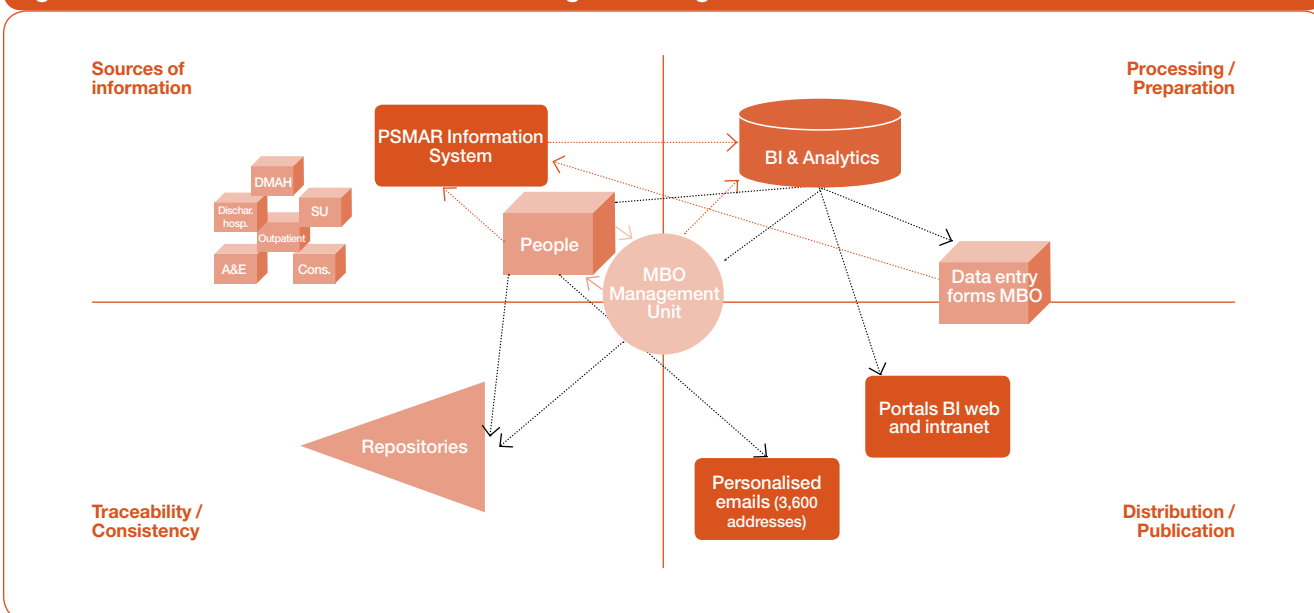 Sources of
information
Processing /
Preparation
PSMAR Information
System
BI & Analytics
DMAH
Dischar.
hosp.
SU
Outpatient
A&E
Cons.
People
MBO
Management
Unit
Data entry
forms MBO
Repositories
Portals BI web
and intranet
Personalised
emails (3,600
addresses)
Traceability /
Consistency
Distribution /
Publication